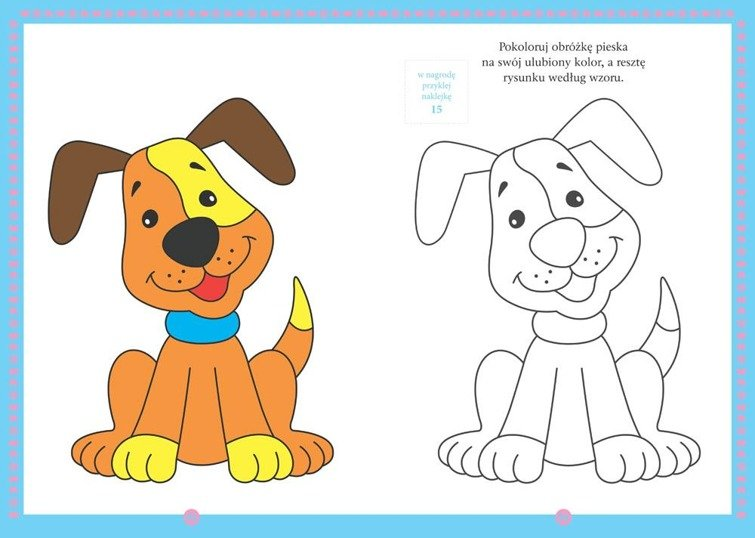 Pokoloruj obróżkę pieska
na swój ulubiony kolor, a resztę
rysunku według wzoru.
w nagrodę
przyklej
naklejkę
15